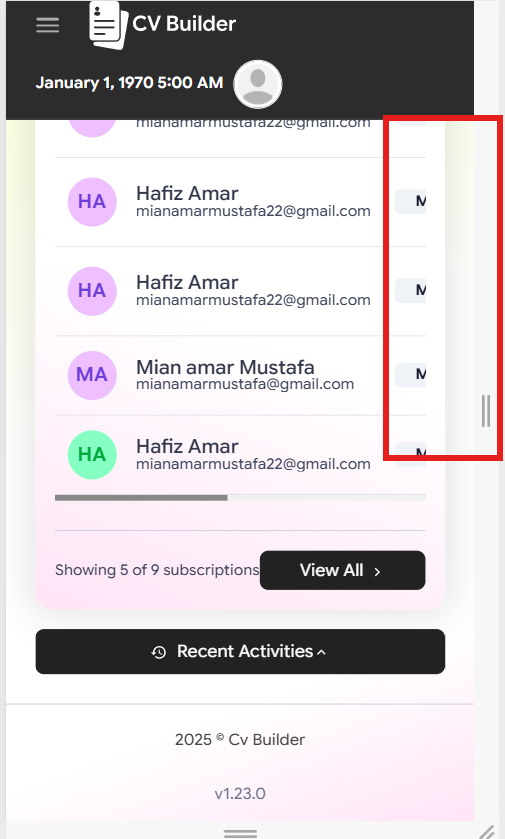 CV Builder
January 1, 1970 5:00 AM
mianamarmustafa22@gmail.com
HA Hafiz Amar
mianamarmustafa22@gmail.com
M
HA Hafiz Amar
mianamarmustafa22@gmail.com
M
MA Mian amar Mustafa
mianamarmustafa@gmail.com
M
HA Hafiz Amar
mianamarmustafa22@gmail.com
M
Showing 5 of 9 subscriptions View All
Recent Activities
2025 © Cv Builder
v1.23.0